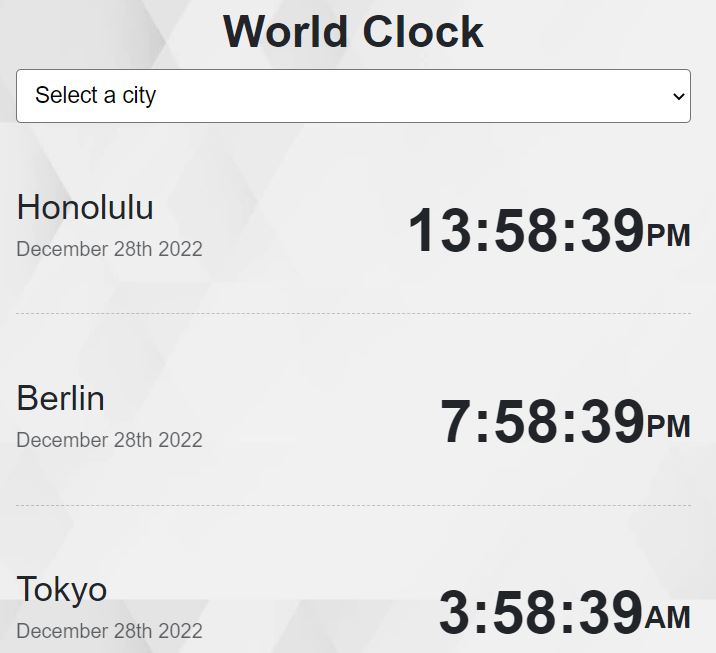 World Clock
Select a city
Honolulu
13:58:39PM
December 28th 2022
Berlin
7:58:39PM
December 28th 2022
Tokyo
3:58:39AM
December 28th 2022